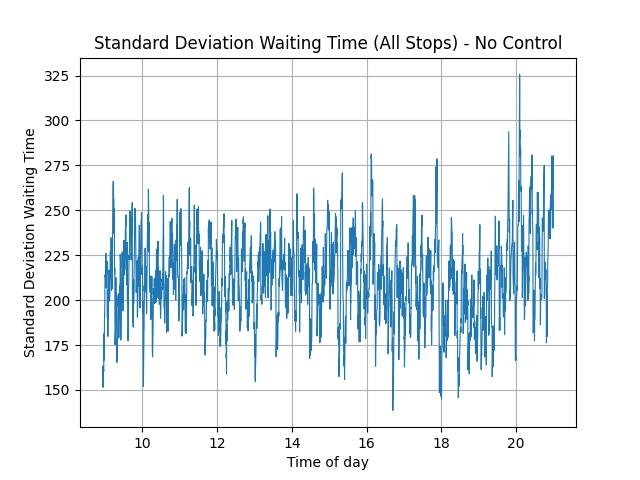 Standard Deviation Waiting Time (All Stops) - No Control
Standard Deviation Waiting Time
325
300
275
250
225
200
175
150
10 12 14 16 18 20
Time of day